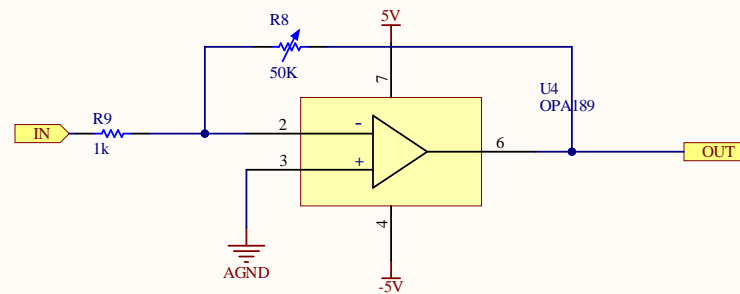 R8
50K
5V
7
U4
OPA189
IN
R9
1k
2
-
3
+
6
OUT
4
AGND
-5V